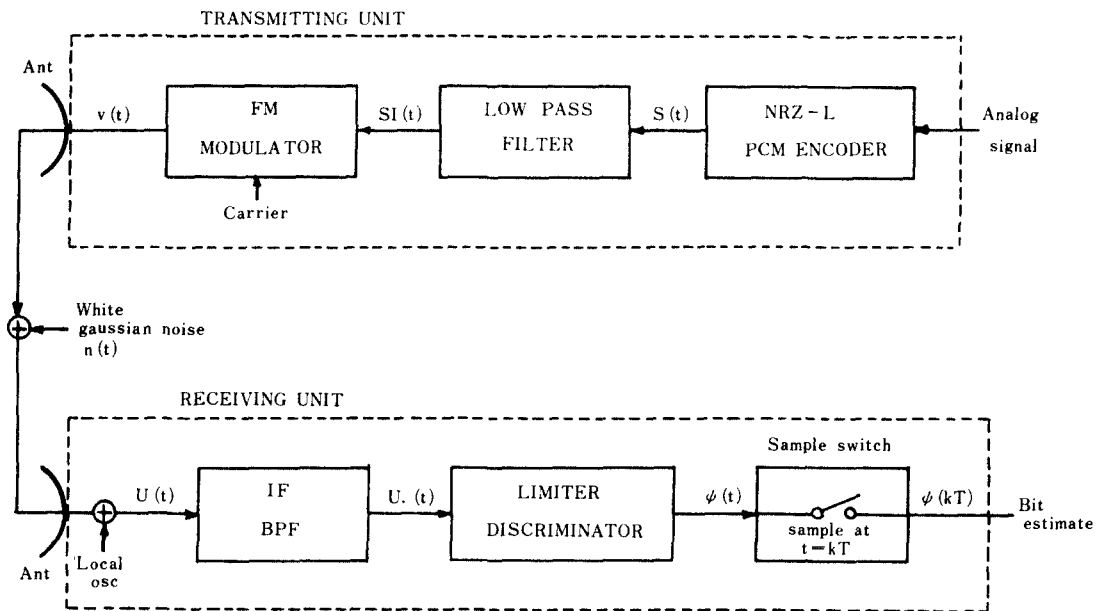 TRANSMITTING UNIT
Ant
v(t)
FM
MODULATOR
SI(t)
LOW PASS
FILTER
S(t)
NRZ-L
PCM ENCODER
Analog
signal
Carrier
White
gaussian noise
n(t)
RECEIVING UNIT
Ant
Local
osc
U(t)
IF
BPF
U.(t)
LIMITER
DISCRIMINATOR
ψ(t)
Sample switch
sample at
t=kT
ψ(kT)
Bit
estimate